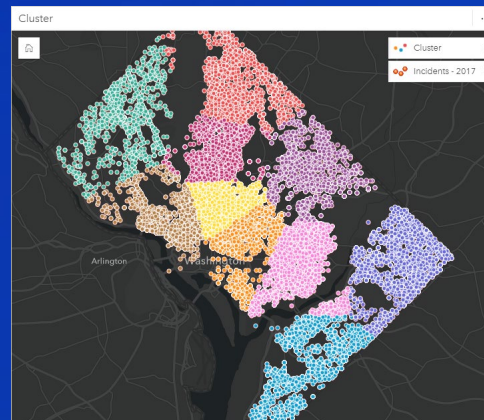 Cluster
Cluster
Incidents - 2017
Arlington
Washington